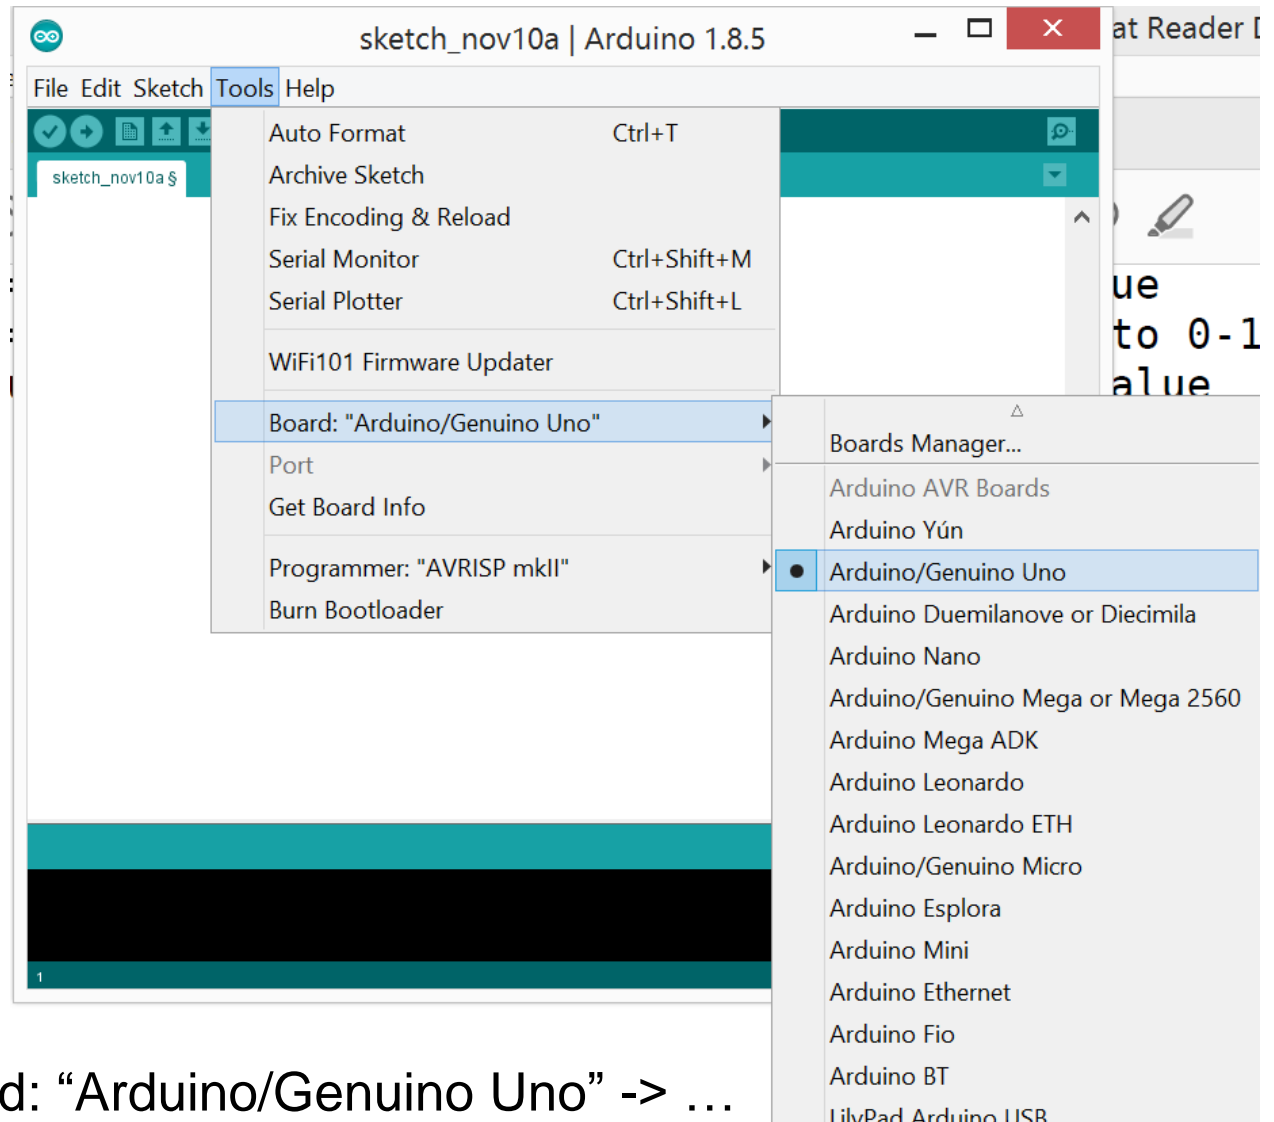 sketch_nov10a | Arduino 1.8.5
at Reader
File Edit Sketch Tools Help
sketch_nov10a §
Auto Format Ctrl+T
Archive Sketch
Fix Encoding & Reload
Serial Monitor Ctrl+Shift+M
Serial Plotter Ctrl+Shift+L
WiFi101 Firmware Updater
Board: "Arduino/Genuino Uno"
Port
Get Board Info
Programmer: "AVRISP mkII"
Burn Bootloader
ue
to 0-1
alue
Boards Manager...
Arduino AVR Boards
Arduino Yún
Arduino/Genuino Uno
Arduino Duemilanove or Diecimila
Arduino Nano
Arduino/Genuino Mega or Mega 2560
Arduino Mega ADK
Arduino Leonardo
Arduino Leonardo ETH
Arduino/Genuino Micro
Arduino Esplora
Arduino Mini
Arduino Ethernet
Arduino Fio
Arduino BT
LilyPad Arduino USB
1
d: “Arduino/Genuino Uno” -> …